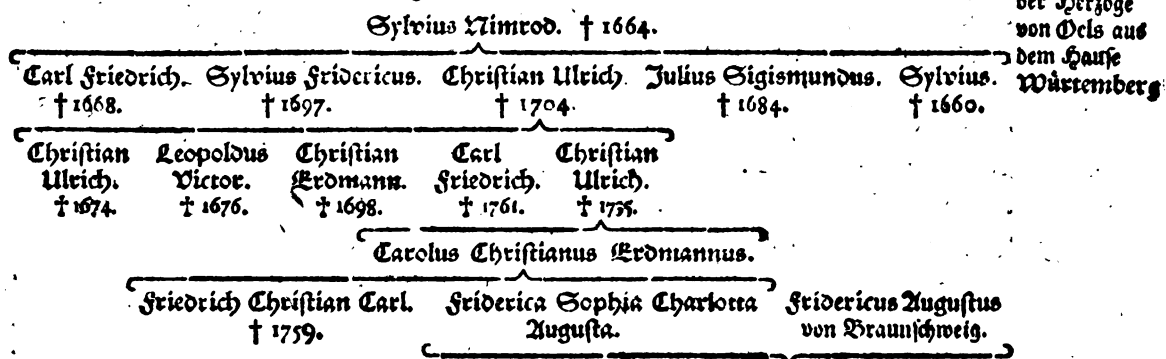 Sylvius Nimrod. † 1664.
Carl Friedrich. Sylvius Fridericus. Christian Ulrich. Julius Sigismundus. Sylvius.
† 1668. † 1697. † 1704. † 1684. † 1660.
Christian Leopoldus Christian Carl Christian
Ulrich. Victor. Erdmann. Friedrich. Ulrich.
† 1674. † 1676. † 1698. † 1761. † 1735.
Carolus Christianus Erdmannus.
Friedrich Christian Carl. Friderica Sophia Charlotta Fridericus Augustus
† 1759. Augusta. von Braunschweig.
der Herzoge
von Oels aus
dem Hause
Würtemberg